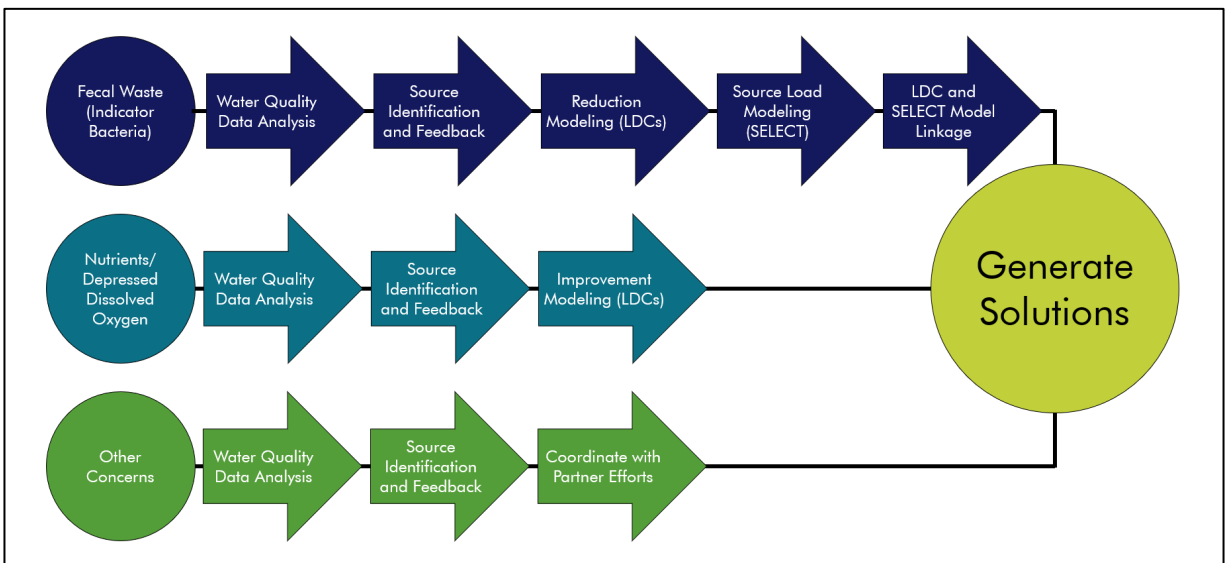 Fecal Waste
(Indicator
Bacteria)
Water Quality
Data Analysis
Source
Identification
and Feedback
Reduction
Modeling (LDCs)
Source Load
Modeling
(SELECT)
LDC and
SELECT Model
Linkage
Nutrients/
Depressed
Dissolved
Oxygen
Water Quality
Data Analysis
Source
Identification
and Feedback
Improvement
Modeling (LDCs)
Generate
Solutions
Other
Concerns
Water Quality
Data Analysis
Source
Identification
and Feedback
Coordinate with
Partner Efforts